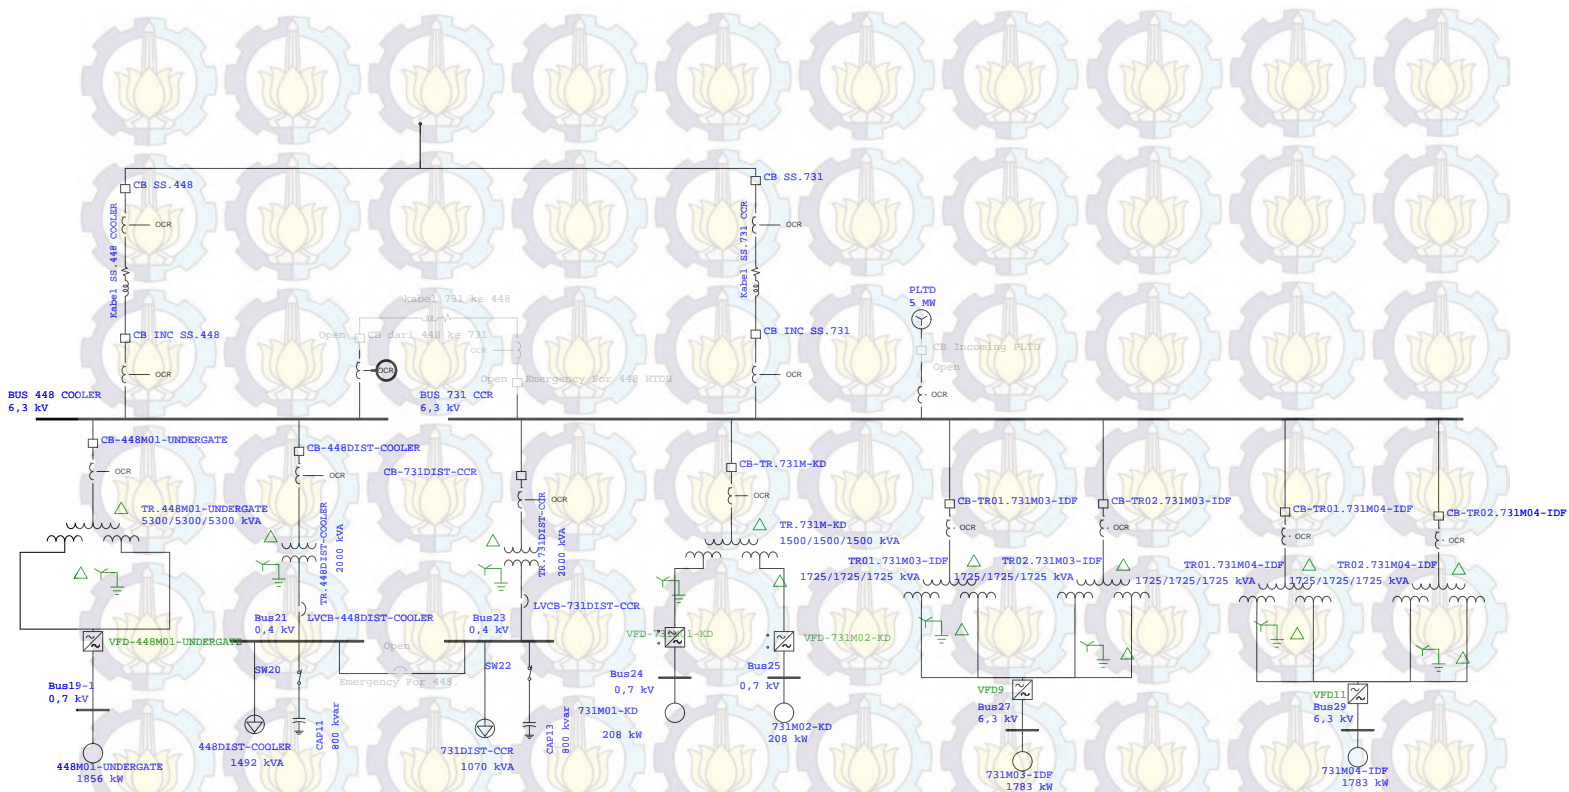 CB SS.448
CB SS.731
OCR
OCR
Kabel SS.448 COOLER
Kabel SS.731 CCR
PLTD
5 MW
kabel 731 ke 448
Open
CB dari 448 ke 731
CB INC SS.448
CB INC SS.731
OCR
CB Incoming PLTD
Open
OCR
OCR
OCR
OCR
Open
Emergency For 448 HTDB
BUS 448 COOLER
6,3 kV
BUS 731 CCR
6,3 kV
CB-448M01-UNDERGATE
CB-448DIST-COOLER
CB-731DIST-CCR
CB-TR.731M-KD
CB-TR01.731M03-IDF
CB-TR02.731M03-IDF
CB-TR01.731M04-IDF
CB-TR02.731M04-IDF
OCR
OCR
OCR
OCR
OCR
OCR
OCR
OCR
TR.448M01-UNDERGATE
5300/5300/5300 kVA
TR.448DIST-COOLER
2000 kVA
TR.731DIST-CCR
2000 kVA
TR.731M-KD
1500/1500/1500 kVA
TR01.731M03-IDF
1725/1725/1725 kVA
TR02.731M03-IDF
1725/1725/1725 kVA
TR01.731M04-IDF
1725/1725/1725 kVA
TR02.731M04-IDF
1725/1725/1725 kVA
Bus21
0,4 kV
LVCB-448DIST-COOLER
Bus23
0,4 kV
LVCB-731DIST-CCR
VFD-448M01-UNDERGATE
Open
Emergency For 448.
VFD-731M01-KD
VFD-731M02-KD
SW20
SW22
Bus24
0,7 kV
Bus25
0,7 kV
Bus19-1
0,7 kV
VFD9
Bus27
6,3 kV
VFD11
Bus29
6,3 kV
CAP11
800 kvar
CAP13
800 kvar
731M01-KD
208 kW
731M02-KD
208 kW
448DIST-COOLER
1492 kVA
731DIST-CCR
1070 kVA
448M01-UNDERGATE
1856 kW
731M03-IDF
1783 kW
731M04-IDF
1783 kW